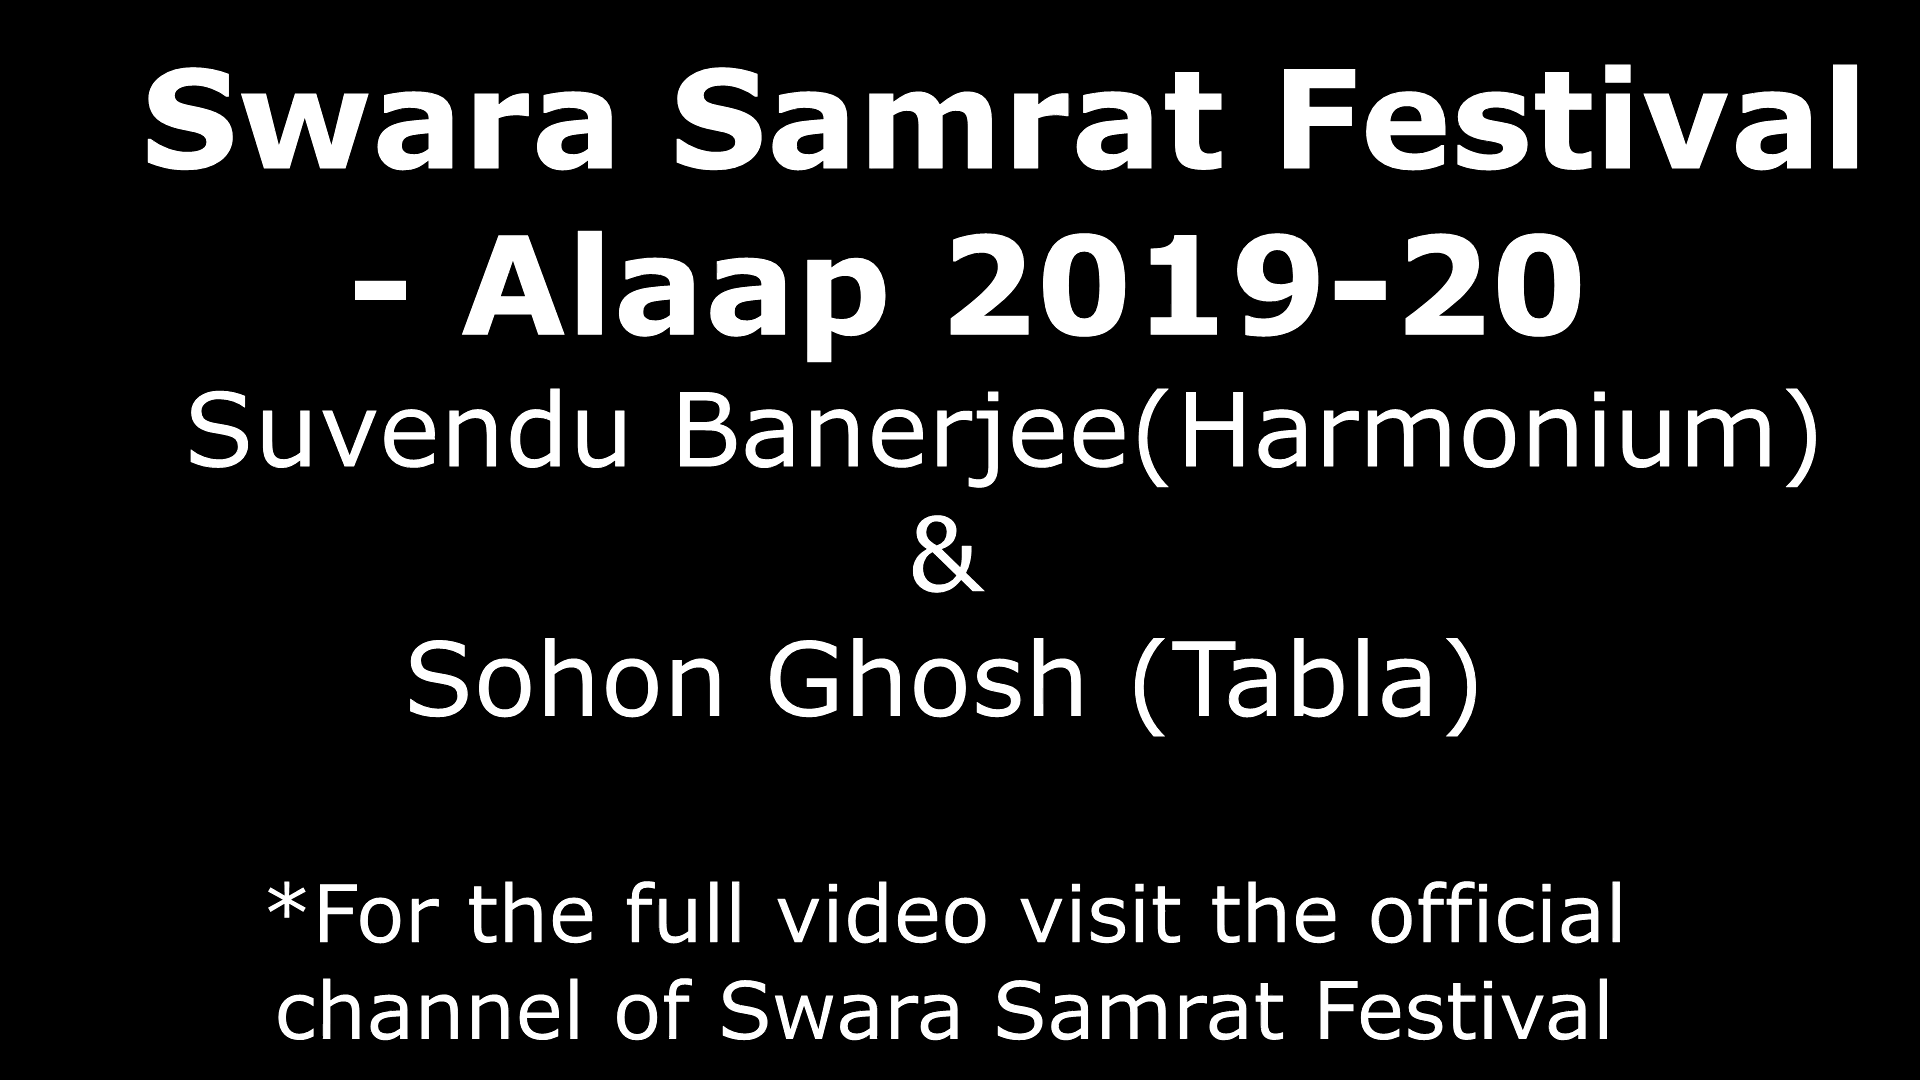 Swara Samrat Festival
- Alaap 2019-20
Suvendu Banerjee(Harmonium)
&
Sohon Ghosh (Tabla)
*For the full video visit the official
channel of Swara Samrat Festival